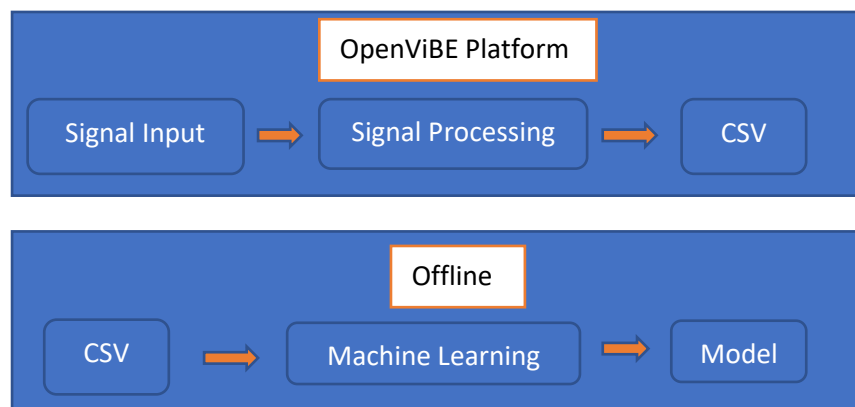 OpenViBE Platform
Signal Input
Signal Processing
CSV
Offline
CSV
Machine Learning
Model